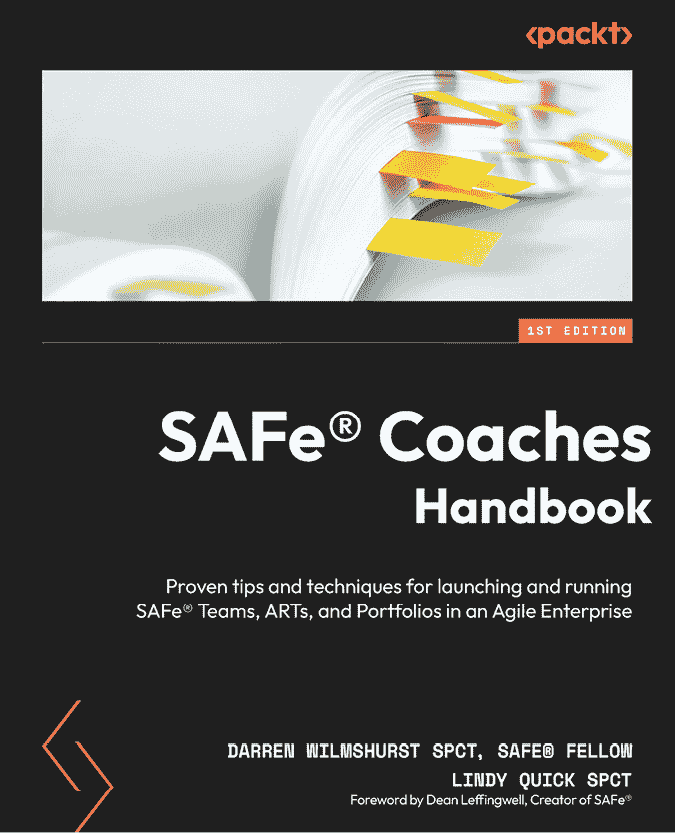 <packt>
1ST EDITION
SAFe® Coaches
Handbook
Proven tips and techniques for launching and running
SAFe® Teams, ARTs, and Portfolios in an Agile Enterprise
DARREN WILMSHURST SPCT, SAFE® FELLOW
LINDY QUICK SPCT
Foreword by Dean Leffingwell, Creator of SAFe®